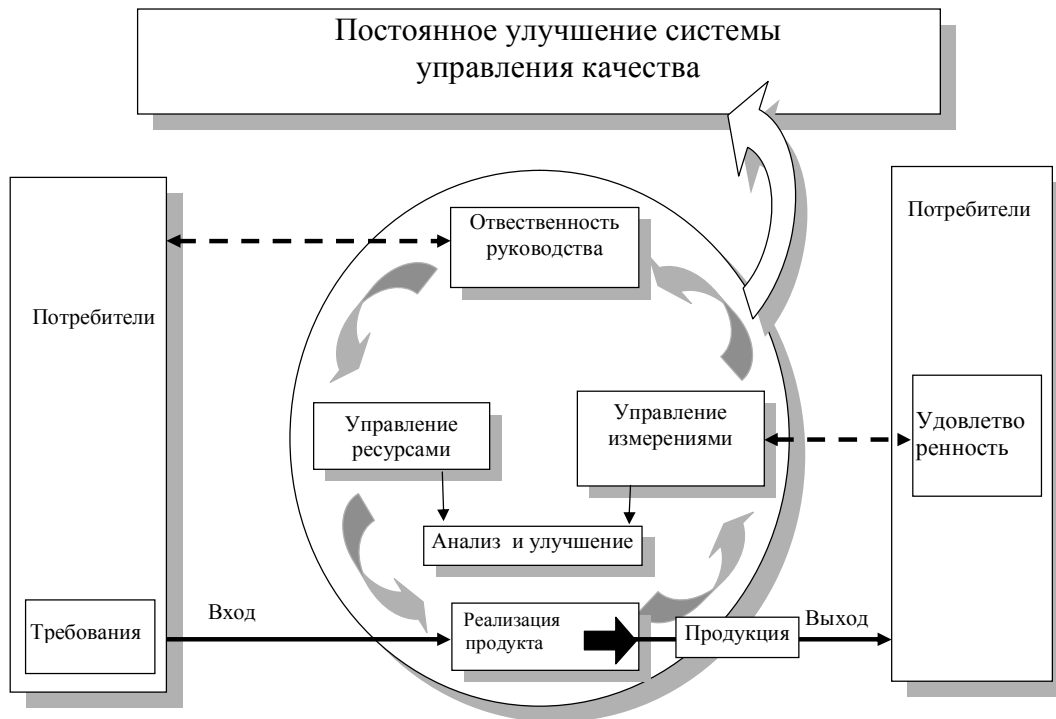 Постоянное улучшение системы
управления качества
Потребители
Отвественность
руководства
Потребители
Управление
ресурсами
Управление
измерениями
Удовлетво
ренность
Анализ и улучшение
Требования
Вход
Реализация
продукта
Продукция
Выход